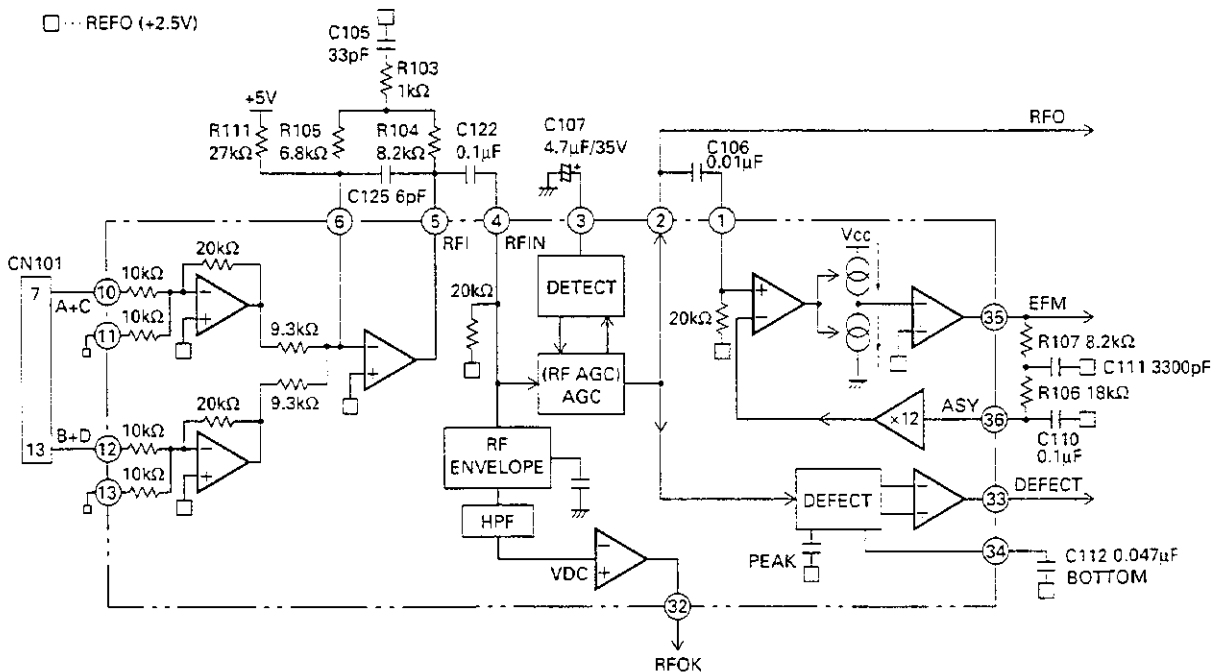 □ ··· REFO (+2.5V)
C105
33pF
R103
1kΩ
+5V
R111
27kΩ
R105
6.8kΩ
R104
8.2kΩ
C122
0.1μF
C107
4.7μF/35V
+
C106
0.01μF
RFO
C125 6pF
6
5
4
3
2
1
RFI
RFIN
CN101
7
A+C
10
10kΩ
20kΩ
−
+
11
10kΩ
9.3kΩ
9.3kΩ
−
+
20kΩ
B+D
13
12
10kΩ
−
+
13
10kΩ
20kΩ
DETECT
(RF AGC)
AGC
RF
ENVELOPE
HPF
VDC
−
+
32
RFOK
Vcc
20kΩ
+
−
−
+
35
EFM
R107 8.2kΩ
C111 3300pF
R106 18kΩ
×12
ASY
36
C110
0.1μF
DEFECT
−
−
33
DEFECT
PEAK
34
C112 0.047μF
BOTTOM